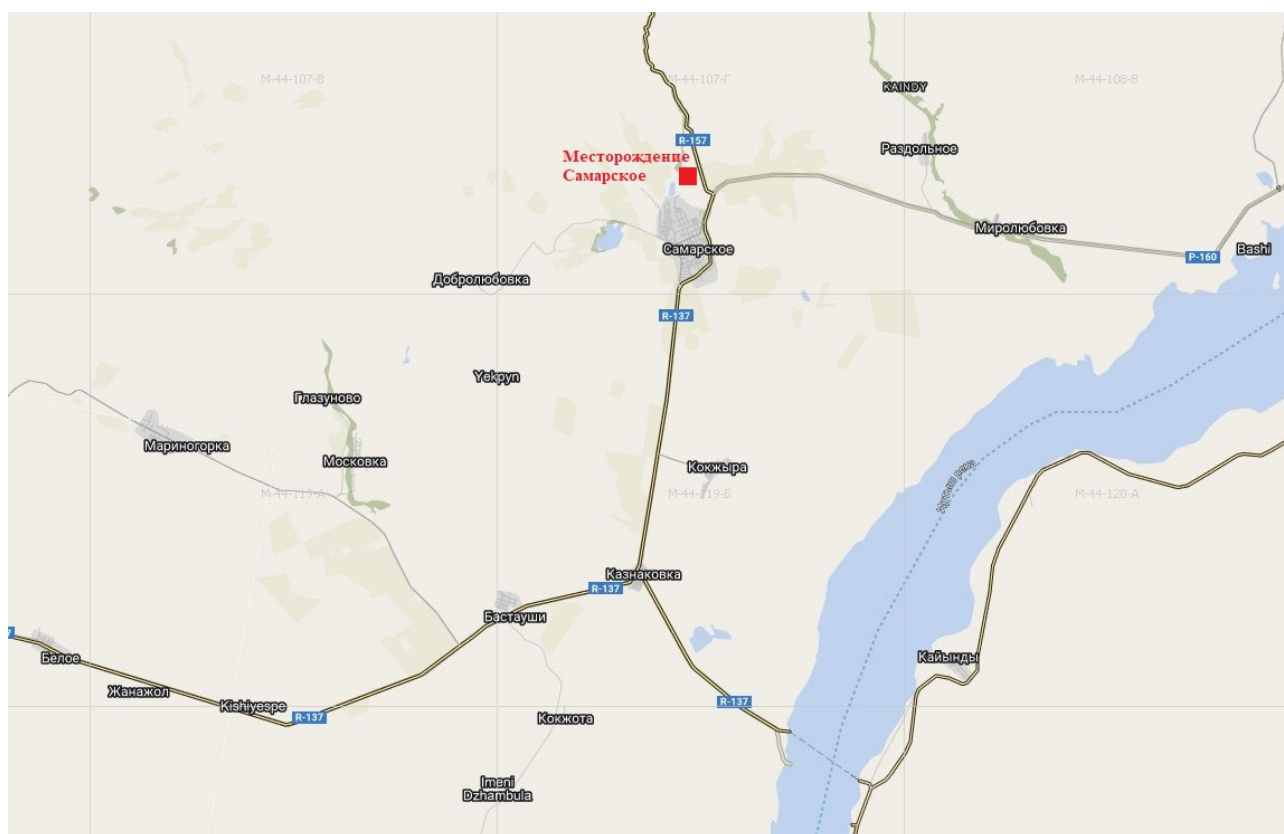 М-44-107-В
М-44-107-Г
М-44-108-В
KAINDY
R-157
Раздольное
Месторождение
Самарское
Миролюбовка
Самарское
Bashi
P-160
Добролюбовка
R-137
Yekpyn
Глазуново
Мариногорка
Московка
Кокжыра
М-44-119-А
М-44-119-Б
М-44-120-А
Казнаковка
R-137
Бастауши
Белое
Кайынды
Жанажол
Kishiyespe
R-137
R-137
Кокжота
Imeni
Dzhambula